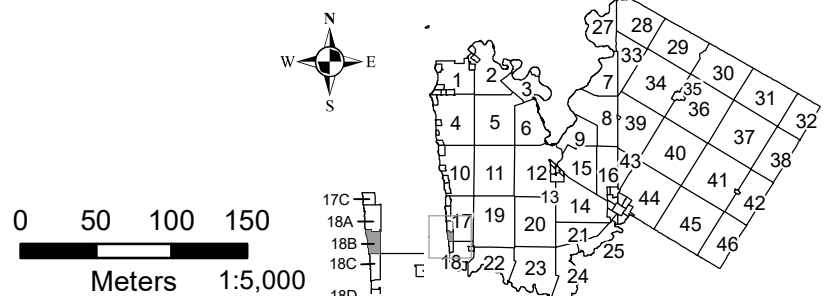 N
W E
S
17C
18A
18B
18C
18D
0 50 100 150
Meters 1:5,000
27 28 29 30 31 32
33 34 35 36 37 38
1 2 3 7
4 5 6 8 39 40 41 42
9 43 44 45 46
10 11 12 15 16
13 14
17 19 20 21 25
18 22 23 24